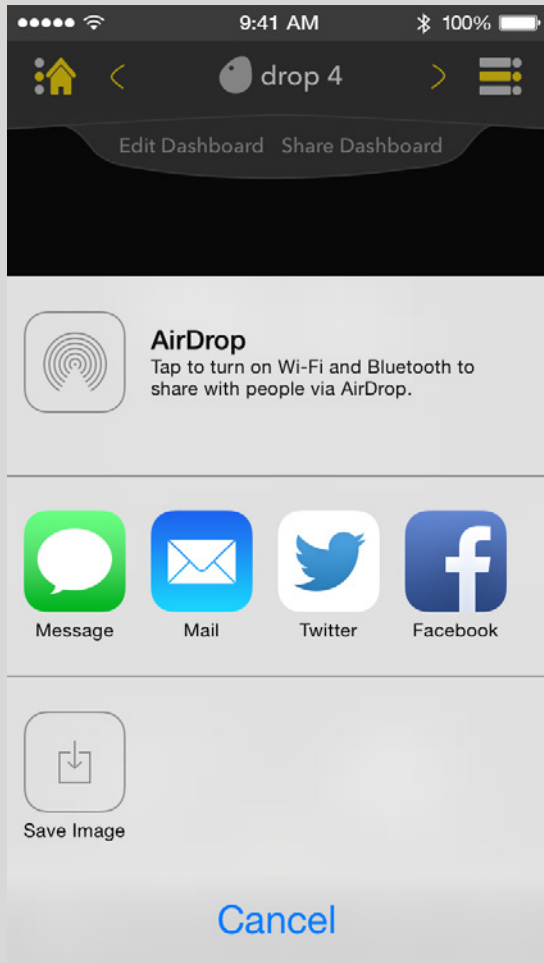 9:41 AM
100%
drop 4
Edit Dashboard Share Dashboard
AirDrop
Tap to turn on Wi-Fi and Bluetooth to
share with people via AirDrop.
Message Mail Twitter Facebook
Save Image
Cancel